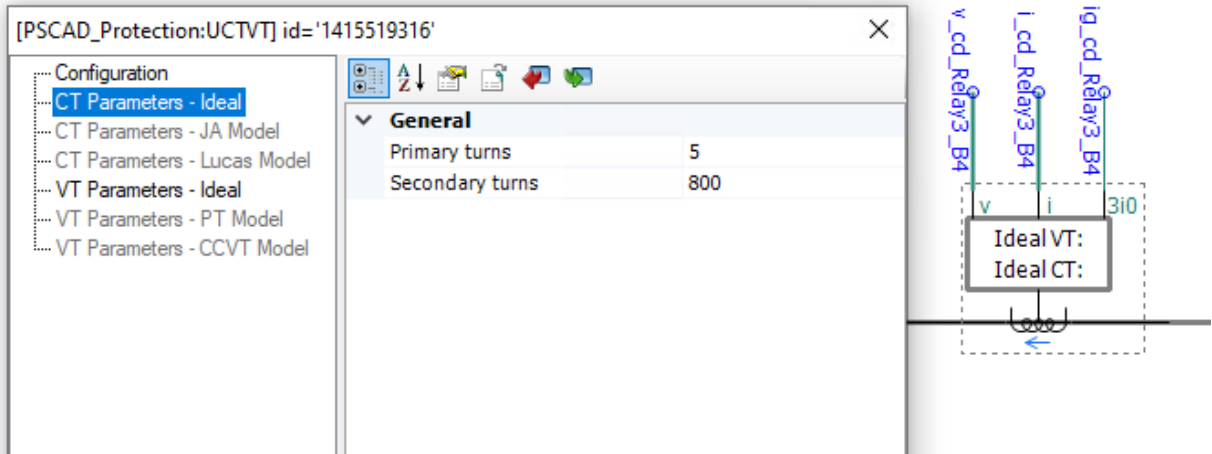 [PSCAD_Protection:UCTVT] id='1415519316'
Configuration
CT Parameters - Ideal
CT Parameters - JA Model
CT Parameters - Lucas Model
VT Parameters - Ideal
VT Parameters - PT Model
VT Parameters - CCVT Model
General
Primary turns 5
Secondary turns 800
v_cd_Relay3_B4
i_cd_Relay3_B4
ig_cd_Relay3_B4
v i 3i0
Ideal VT:
Ideal CT: